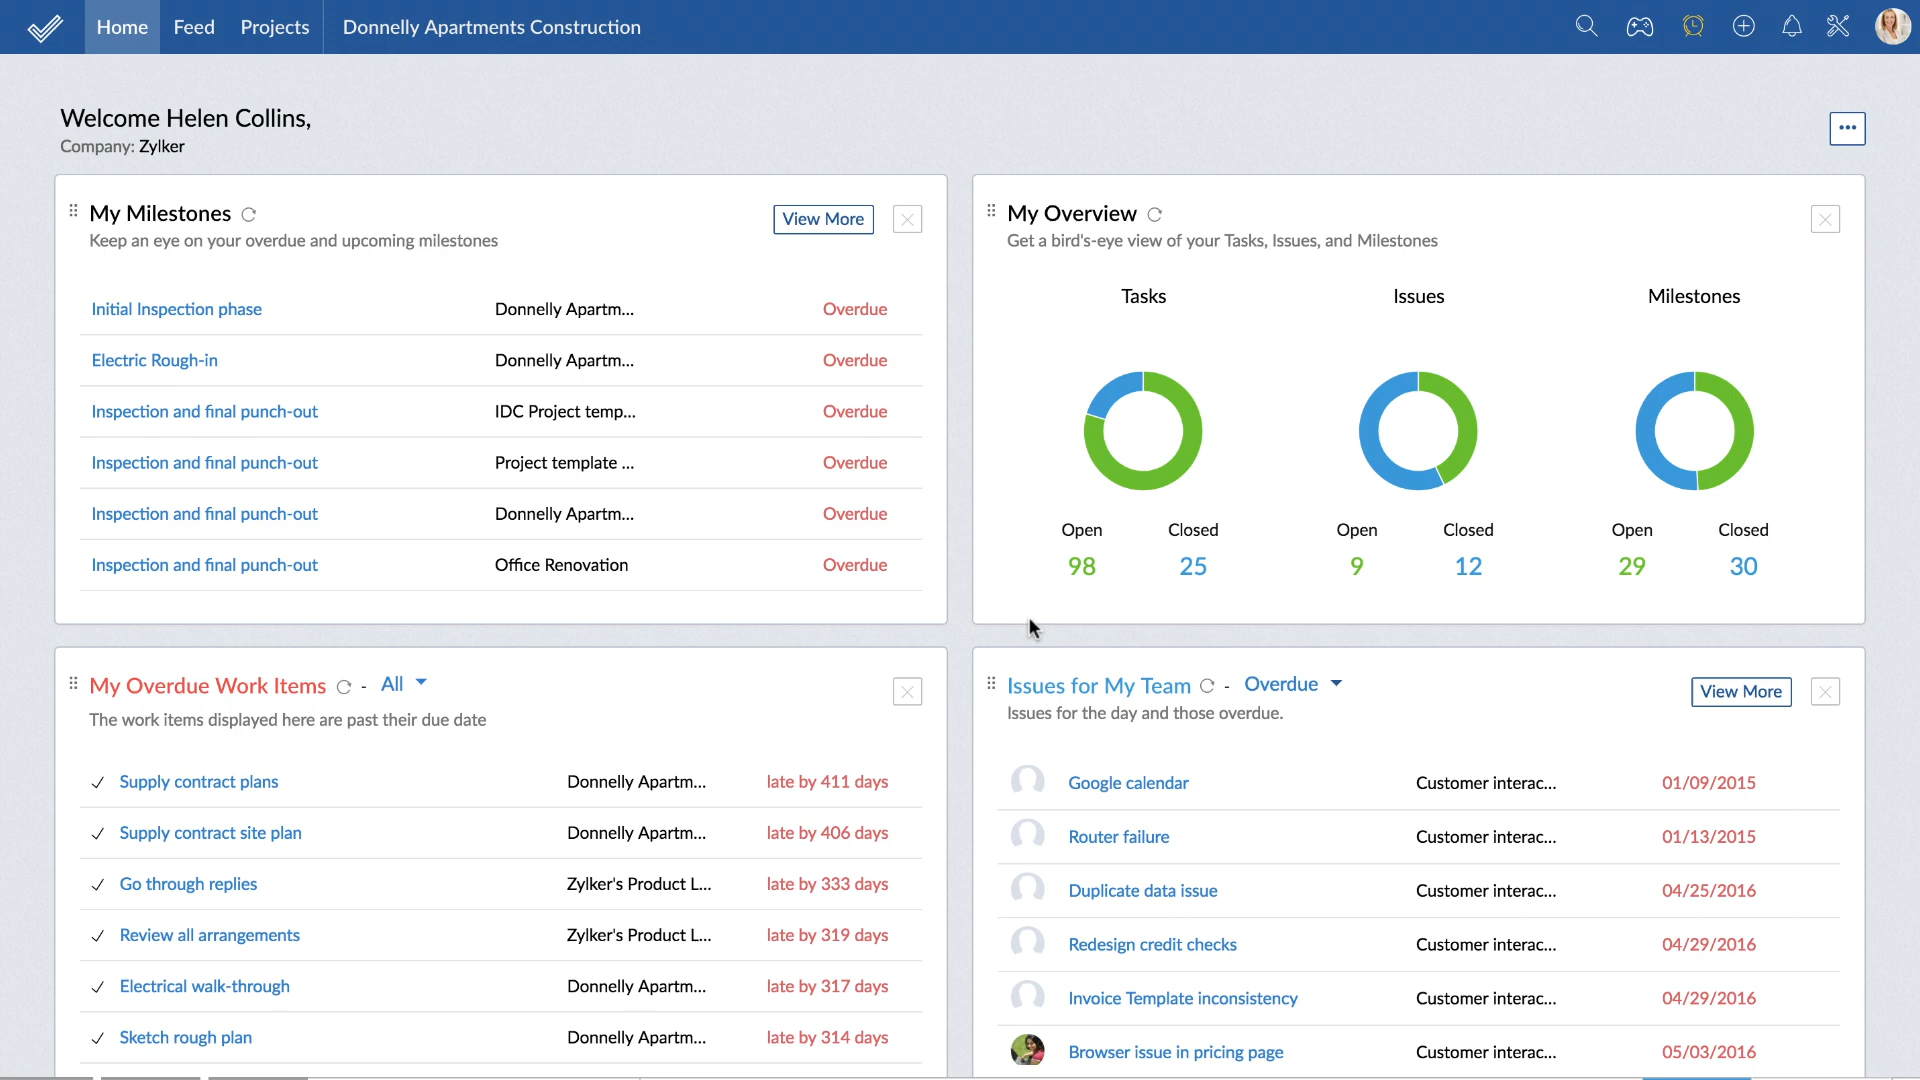 Home Feed Projects Donnelly Apartments Construction
Welcome Helen Collins,
Company: Zylker
...
My Milestones
View More
Keep an eye on your overdue and upcoming milestones
Initial Inspection phase Donnelly Apartm... Overdue
Electric Rough-in Donnelly Apartm... Overdue
Inspection and final punch-out IDC Project temp... Overdue
Inspection and final punch-out Project template ... Overdue
Inspection and final punch-out Donnelly Apartm... Overdue
Inspection and final punch-out Office Renovation Overdue
My Overview
Get a bird's-eye view of your Tasks, Issues, and Milestones
Tasks Issues Milestones
Open Closed Open Closed Open Closed
98 25 9 12 29 30
My Overdue Work Items - All
The work items displayed here are past their due date
Supply contract plans Donnelly Apartm... late by 411 days
Supply contract site plan Donnelly Apartm... late by 406 days
Go through replies Zylker's Product L... late by 333 days
Review all arrangements Zylker's Product L... late by 319 days
Electrical walk-through Donnelly Apartm... late by 317 days
Sketch rough plan Donnelly Apartm... late by 314 days
Issues for My Team - Overdue
View More
Issues for the day and those overdue.
Google calendar Customer interac... 01/09/2015
Router failure Customer interac... 01/13/2015
Duplicate data issue Customer interac... 04/25/2016
Redesign credit checks Customer interac... 04/29/2016
Invoice Template inconsistency Customer interac... 04/29/2016
Browser issue in pricing page Customer interac... 05/03/2016